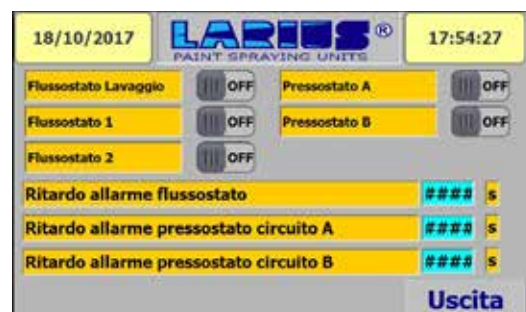 18/10/2017 LARIUS® 17:54:27
PAINT SPRAYING UNITS
Flussostato Lavaggio OFF Pressostato A OFF
Flussostato 1 OFF Pressostato B OFF
Flussostato 2 OFF
Ritardo allarme flussostato #### s
Ritardo allarme pressostato circuito A #### s
Ritardo allarme pressostato circuito B #### s
Uscita